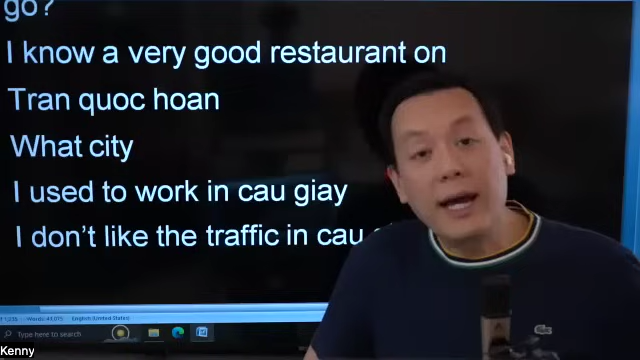 go?
I know a very good restaurant on
Tran quoc hoan
What city
I used to work in cau giay
I don't like the traffic in cau
English (United States)
Type here to search
Kenny